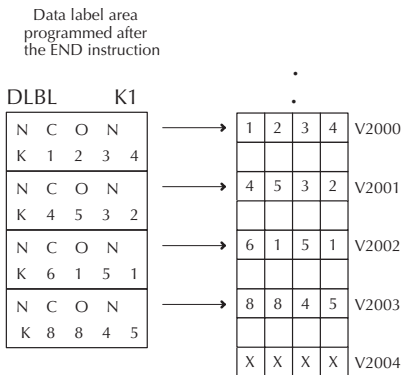 Data label area
programmed after
the END instruction
DLBL K1
N C O N
K 1 2 3 4
N C O N
K 4 5 3 2
N C O N
K 6 1 5 1
N C O N
K 8 8 4 5
1 2 3 4 V2000
4 5 3 2 V2001
6 1 5 1 V2002
8 8 4 5 V2003
X X X X V2004